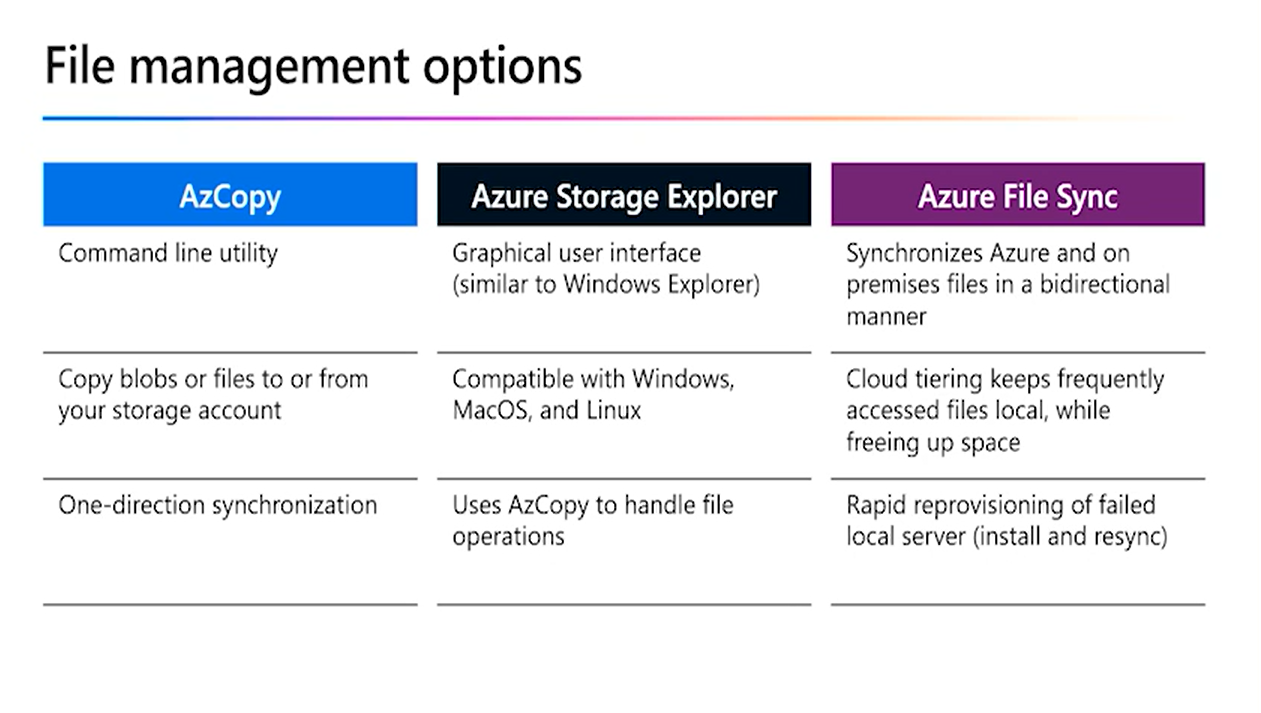 File management options
AzCopy
Command line utility
Copy blobs or files to or from
your storage account
One-direction synchronization
Azure Storage Explorer
Graphical user interface
(similar to Windows Explorer)
Compatible with Windows,
MacOS, and Linux
Uses AzCopy to handle file
operations
Azure File Sync
Synchronizes Azure and on
premises files in a bidirectional
manner
Cloud tiering keeps frequently
accessed files local, while
freeing up space
Rapid reprovisioning of failed
local server (install and resync)